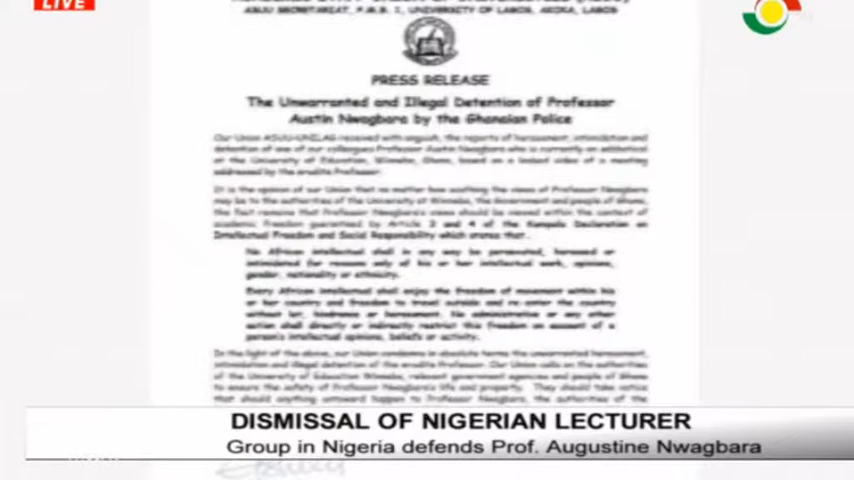 LIVE
ASUU SECRETARIAT, P.M.B. 1, UNIVERSITY OF LAGOS, AKOKA, LAGOS
PRESS RELEASE
The Unwarranted and Illegal Detention of Professor
Austin Nwagbara by the Ghanaian Police
Our Union ASUU-UNILAG received with anguish, the reports of harassment, intimidation and
detention of one of our colleagues Professor Austin Nwagbara who is currently on sabbatical
at the University of Education, Winneba, Ghana, based on a leaked video of a meeting
addressed by the erudite Professor.
It is the opinion of our Union that no matter how scathing the views of Professor Nwagbara
may be to the authorities of the University of Winneba, the Government and people of Ghana,
the fact remains that Professor Nwagbara's views should be viewed within the context of
academic freedom guaranteed by Article 3 and 4 of the Kampala Declaration on
Intellectual Freedom and Social Responsibility which states that
No African intellectual shall in any way be persecuted, harassed or
intimidated for reasons only of his or her intellectual work, opinions,
gender, nationality or ethnicity.
Every African intellectual shall enjoy the freedom of movement within his
or her country and freedom to travel outside and re-enter the country
without let, hindrance or harassment. No administrative or any other
action shall directly or indirectly restrict this freedom on account of a
person's intellectual opinions, beliefs or activity.
In the light of the above, our Union condemns in absolute terms the unwarranted harassment,
intimidation and illegal detention of the erudite Professor. Our Union calls on the authorities
of the University of Education Winneba, relevant government agencies and people of Ghana
to ensure the safety of Professor Nwagbara's life and property. They should take notice
that should anything untoward happen to Professor Nwagbara, the authorities of the
DISMISSAL OF NIGERIAN LECTURER
Group in Nigeria defends Prof. Augustine Nwagbara